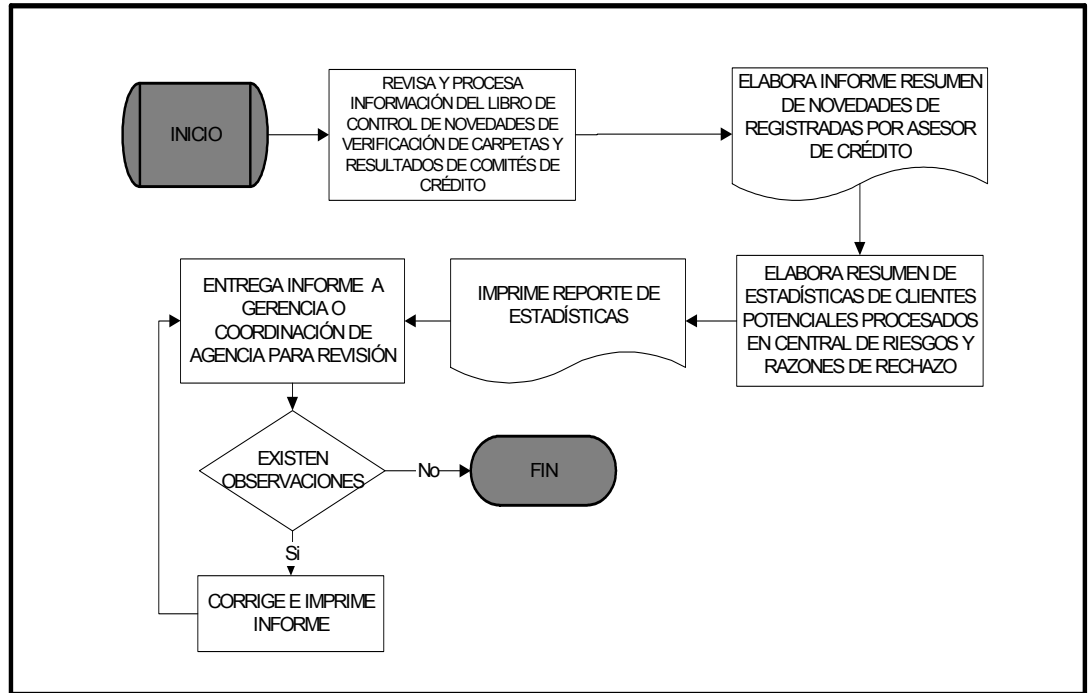 INICIO
REVISA Y PROCESA
INFORMACIÓN DEL LIBRO DE
CONTROL DE NOVEDADES DE
VERIFICACIÓN DE CARPETAS Y
RESULTADOS DE COMITÉS DE
CRÉDITO
ELABORA INFORME RESUMEN
DE NOVEDADES DE
REGISTRADAS POR ASESOR
DE CRÉDITO
ELABORA RESUMEN DE
ESTADÍSTICAS DE CLIENTES
POTENCIALES PROCESADOS
EN CENTRAL DE RIESGOS Y
RAZONES DE RECHAZO
IMPRIME REPORTE DE
ESTADÍSTICAS
ENTREGA INFORME A
GERENCIA O
COORDINACIÓN DE
AGENCIA PARA REVISIÓN
EXISTEN
OBSERVACIONES
No
FIN
Si
CORRIGE E IMPRIME
INFORME